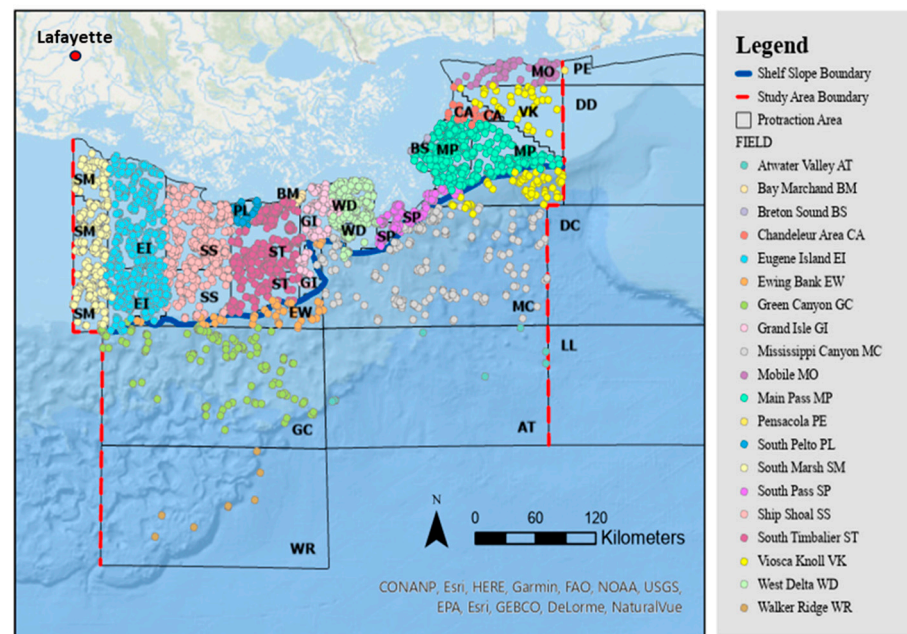 Lafayette
MO
PE
CA
CA
VK
DD
BS
MP
MP
SM
BM
PL
GI
WD
SP
SM
EI
SS
ST
WD
SP
DC
ST
GI
SS
EI
SM
EW
MC
LL
GC
AT
WR
N
0 60 120
Kilometers
CONANP, Esri, HERE, Garmin, FAO, NOAA, USGS,
EPA, Esri, GEBCO, DeLorme, NaturalVue
Legend
Shelf Slope Boundary
Study Area Boundary
Protraction Area
FIELD
Atwater Valley AT
Bay Marchand BM
Breton Sound BS
Chandeleur Area CA
Eugene Island EI
Ewing Bank EW
Green Canyon GC
Grand Isle GI
Mississippi Canyon MC
Mobile MO
Main Pass MP
Pensacola PE
South Pelto PL
South Marsh SM
South Pass SP
Ship Shoal SS
South Timbalier ST
Viosca Knoll VK
West Delta WD
Walker Ridge WR